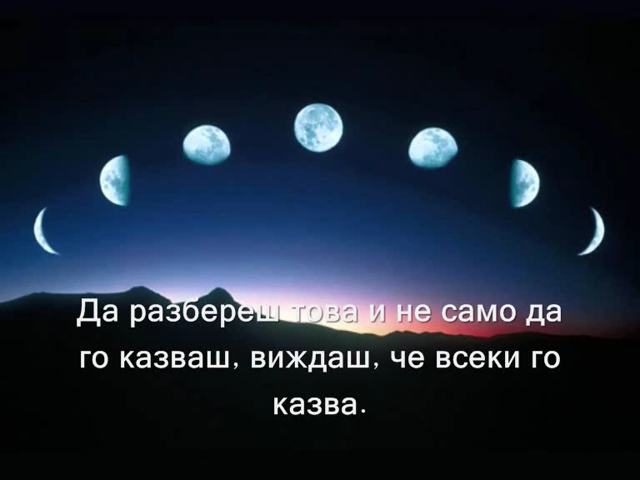 Да разбереш това и не само да
го казваш, виждаш, че всеки го
казва.